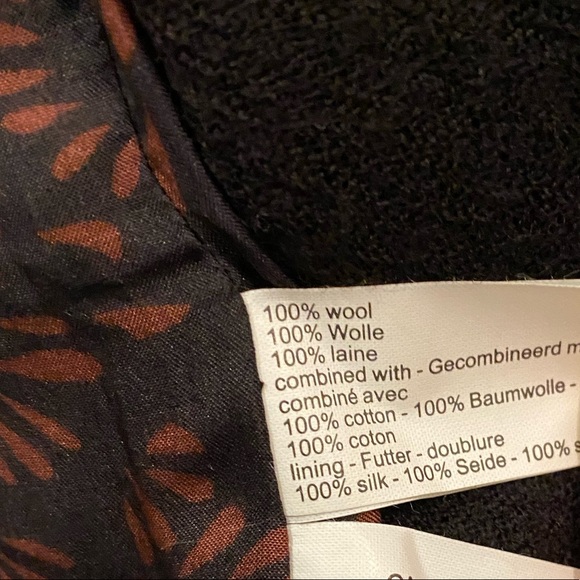 100% wool
100% Wolle
100% laine
combined with - Gecombineerd
combiné avec
100% cotton - 100% Baumwolle -
100% coton
lining - Futter - doublure
100% silk - 100% Seide - 100%